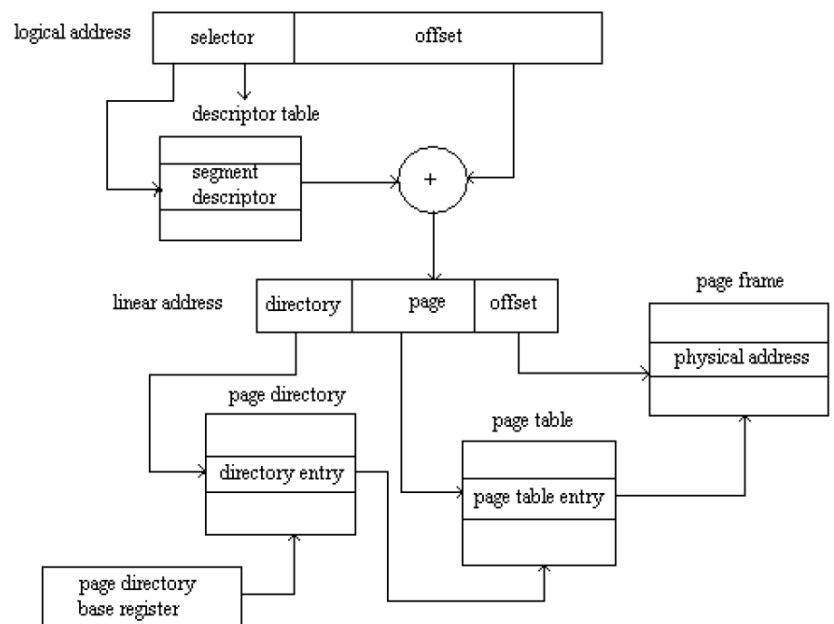 logical address
selector
offset
descriptor table
segment
descriptor
+
linear address
directory
page
offset
page frame
physical address
page directory
directory entry
page table
page table entry
page directory
base register